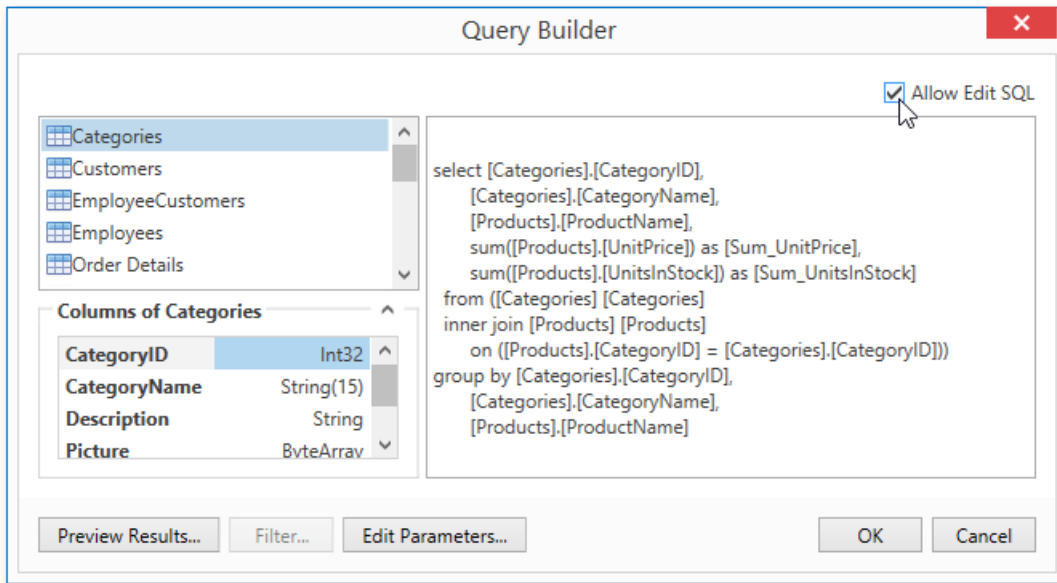 Query Builder
Allow Edit SQL
Categories
Customers
EmployeeCustomers
Employees
Order Details
Columns of Categories
CategoryID Int32
CategoryName String(15)
Description String
Picture ByteArray
select [Categories].[CategoryID],
[Categories].[CategoryName],
[Products].[ProductName],
sum([Products].[UnitPrice]) as [Sum_UnitPrice],
sum([Products].[UnitsInStock]) as [Sum_UnitsInStock]
from ([Categories] [Categories]
inner join [Products] [Products]
on ([Products].[CategoryID] = [Categories].[CategoryID]))
group by [Categories].[CategoryID],
[Categories].[CategoryName],
[Products].[ProductName]
Preview Results... Filter... Edit Parameters... OK Cancel